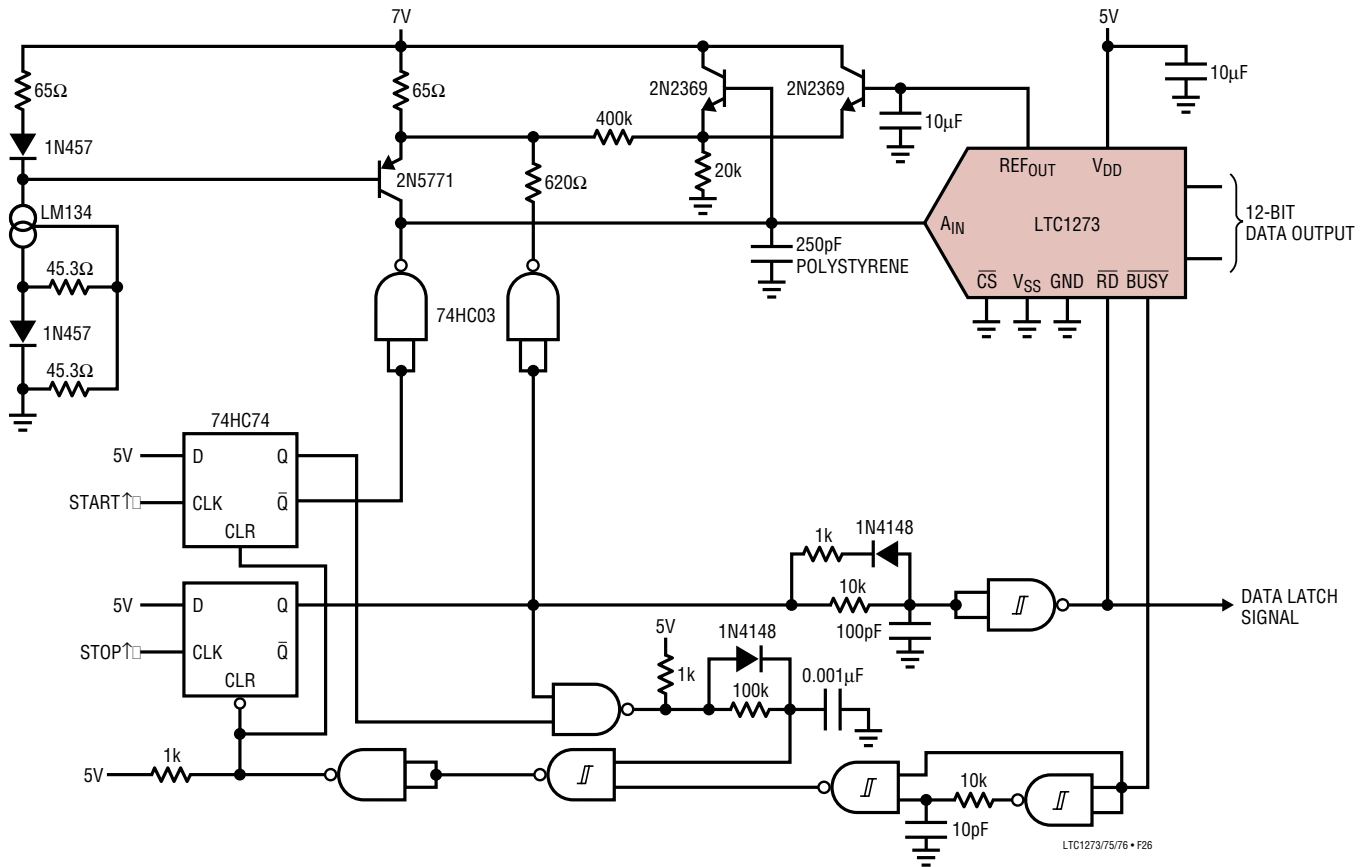 7V
5V
65Ω
65Ω
2N2369
2N2369
10µF
10µF
1N457
400k
2N5771
620Ω
20k
REFOUT
VDD
LM134
AIN
LTC1273
12-BIT
DATA OUTPUT
250pF
POLYSTYRENE
45.3Ω
CS
VSS
GND
RD
BUSY
1N457
74HC03
45.3Ω
74HC74
5V
D
Q
START↑
CLK
Q
CLR
1k
1N4148
5V
D
Q
10k
DATA LATCH
SIGNAL
STOP↑
CLK
Q
5V
1N4148
100pF
CLR
1k
100k
0.001µF
1k
5V
10k
10pF
LTC1273/75/76 • F26